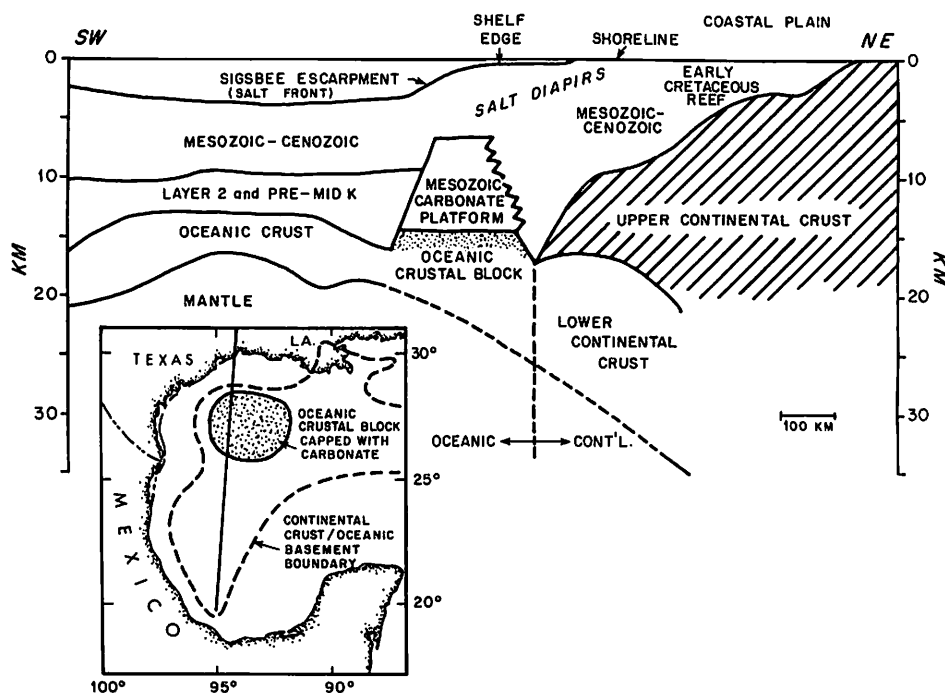 COASTAL PLAIN
SW
SHELF
EDGE
SHORELINE
NE
0
0
SIGSBEE ESCARPMENT
(SALT FRONT)
SALT DIAPIRS
EARLY
CRETACEOUS
REEF
MESOZOIC-CENOZOIC
MESOZOIC-
CENOZOIC
10
10
LAYER 2 and PRE-MID K
MESOZOIC
CARBONATE
PLATFORM
UPPER CONTINENTAL CRUST
OCEANIC CRUST
OCEANIC
CRUSTAL BLOCK
KM
KM
20
20
MANTLE
LOWER
CONTINENTAL
CRUST
30
30
100 KM
OCEANIC
CONT'L.
TEXAS
LA.
30°
OCEANIC
CRUSTAL BLOCK
CAPPED WITH
CARBONATE
25°
MEXICO
CONTINENTAL
CRUST/OCEANIC
BASEMENT
BOUNDARY
20°
100°
95°
90°